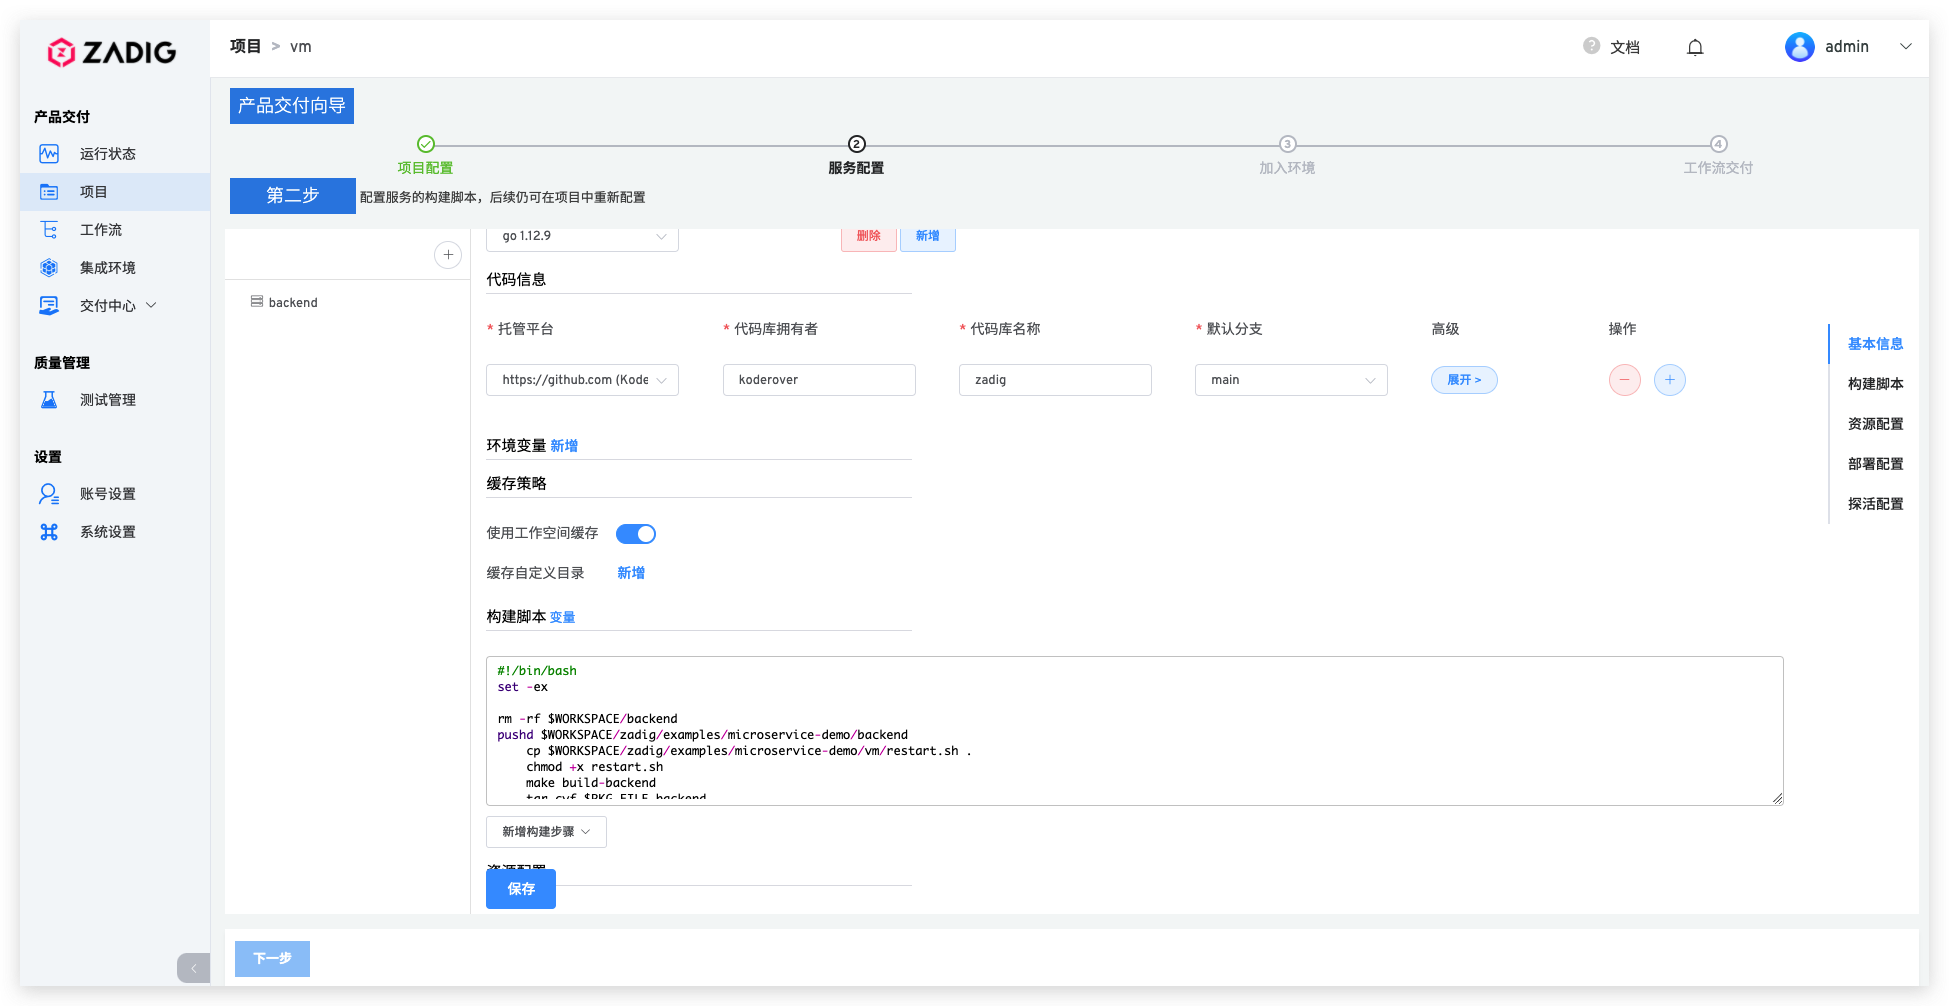 ZADIG
项目 > vm
文档
admin
产品交付
运行状态
项目
工作流
集成环境
交付中心
质量管理
测试管理
设置
账号设置
系统设置
产品交付向导
项目配置
2
服务配置
3
加入环境
4
工作流交付
第二步
配置服务的构建脚本，后续仍可在项目中重新配置
backend
go 1.12.9
删除
新增
代码信息
* 托管平台
* 代码库拥有者
* 代码库名称
* 默认分支
高级
操作
https://github.com (Kode
koderover
zadig
main
展开 >
环境变量 新增
缓存策略
使用工作空间缓存
缓存自定义目录 新增
构建脚本 变量
#!/bin/bash
set -ex
rm -rf $WORKSPACE/backend
pushd $WORKSPACE/zadig/examples/microservice-demo/backend
cp $WORKSPACE/zadig/examples/microservice-demo/vm/restart.sh .
chmod +x restart.sh
make build-backend
tar cvf $PKG_FILE backend
新增构建步骤
资源配置
保存
基本信息
构建脚本
资源配置
部署配置
探活配置
下一步